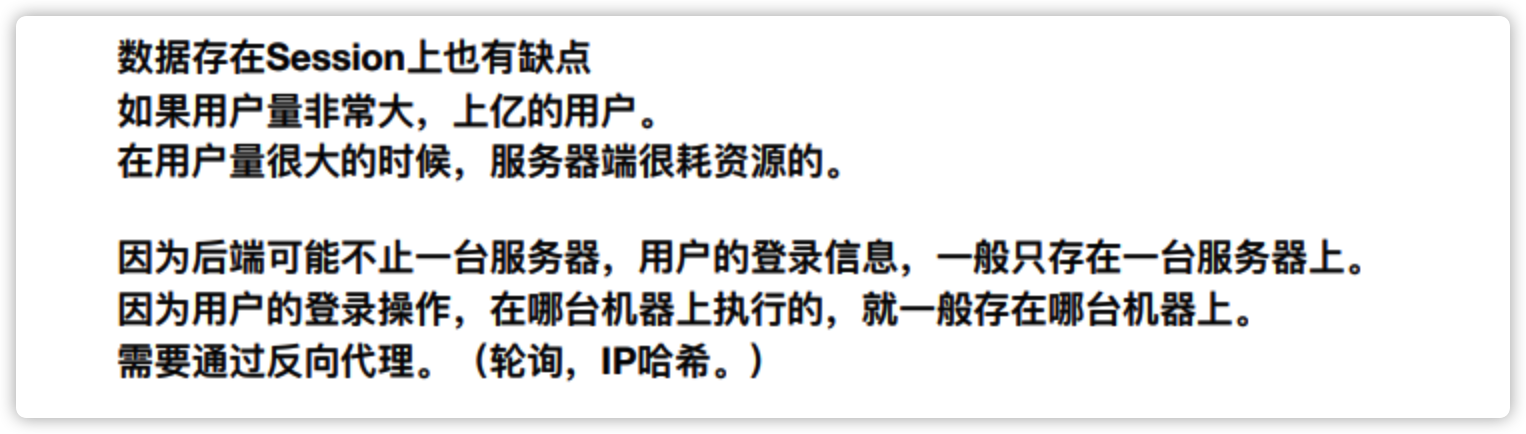 数据存在Session上也有缺点
如果用户量非常大，上亿的用户。
在用户量很大的时候，服务器端很耗资源的。
因为后端可能不止一台服务器，用户的登录信息，一般只存在一台服务器上。
因为用户的登录操作，在哪台机器上执行的，就一般存在哪台机器上。
需要通过反向代理。（轮询，IP哈希。）